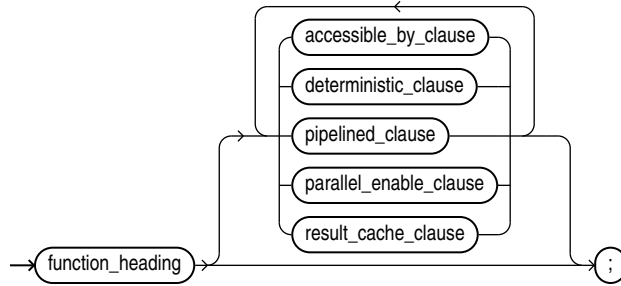 accessible_by_clause
deterministic_clause
pipelined_clause
parallel_enable_clause
result_cache_clause
function_heading ;